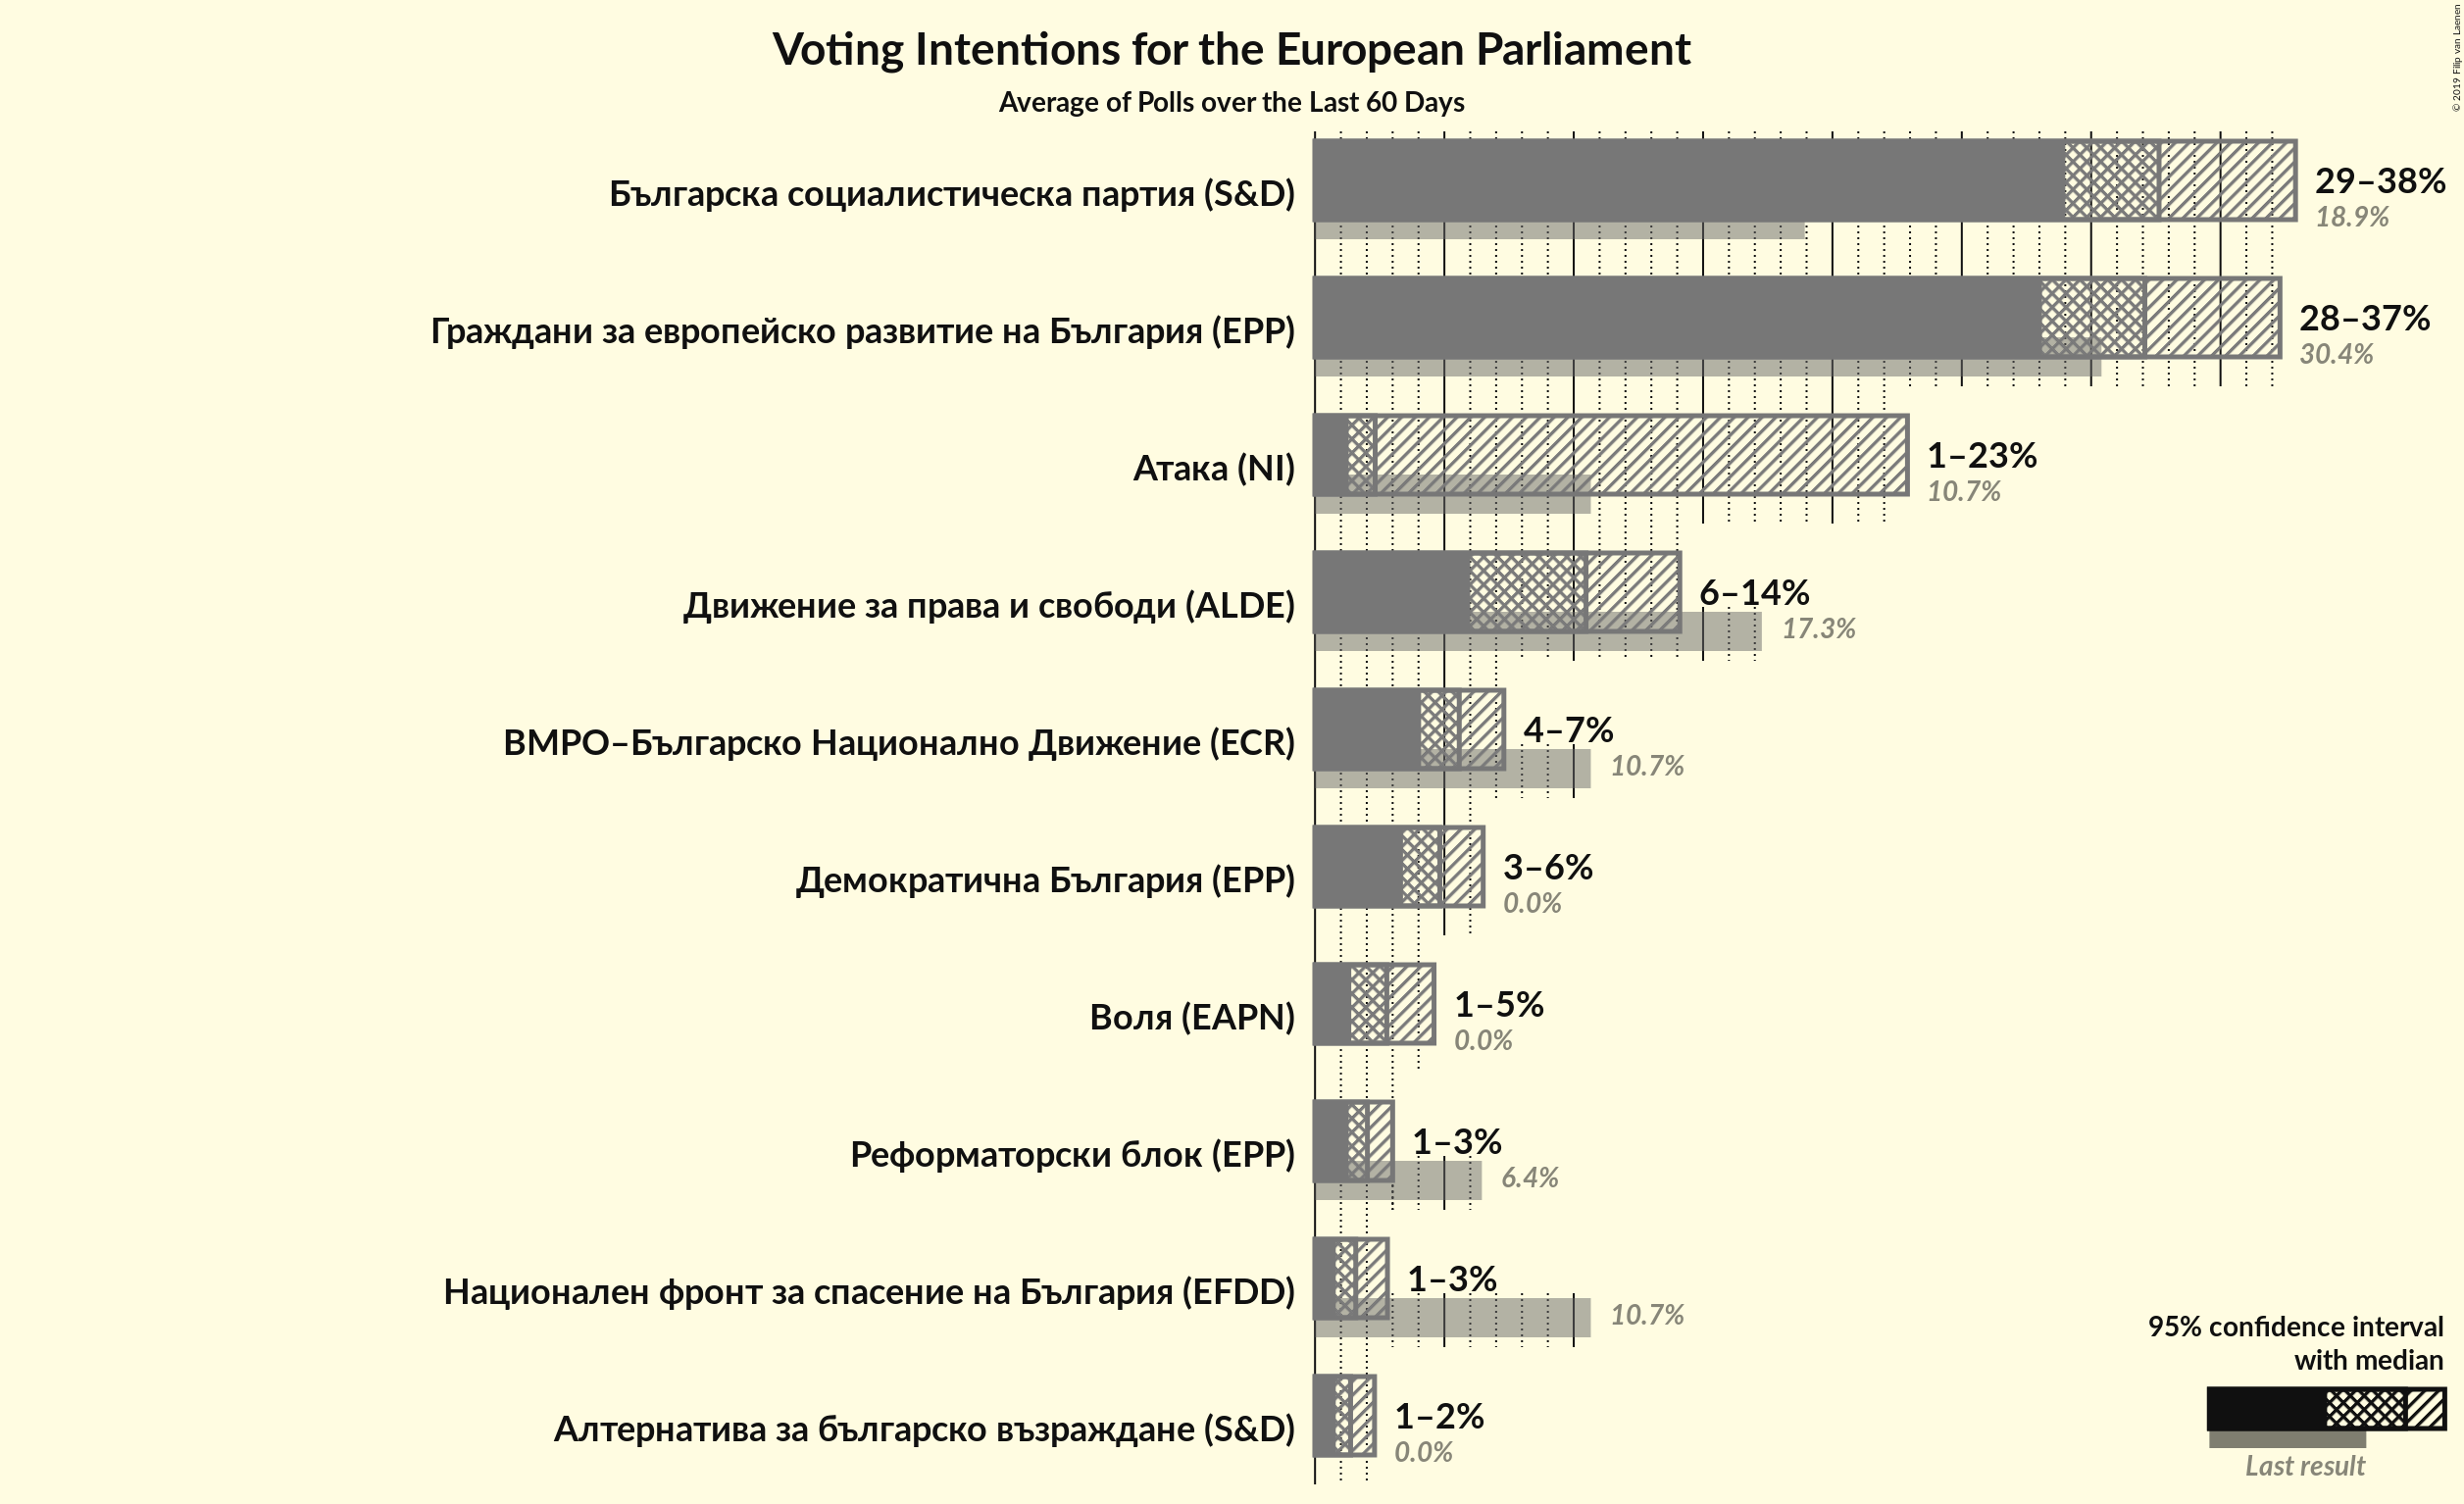 Voting Intentions for the European Parliament
Average of Polls over the Last 60 Days
© 2019 Filip van Laenen
Българска социалистическа партия (S&D)
29–38%
18.9%
Граждани за европейско развитие на България (EPP)
28–37%
30.4%
Атака (NI)
1–23%
10.7%
Движение за права и свободи (ALDE)
6–14%
17.3%
ВМРО–Българско Национално Движение (ECR)
4–7%
10.7%
Демократична България (EPP)
3–6%
0.0%
Воля (EAPN)
1–5%
0.0%
Реформаторски блок (EPP)
1–3%
6.4%
Национален фронт за спасение на България (EFDD)
1–3%
10.7%
Алтернатива за българско възраждане (S&D)
1–2%
0.0%
95% confidence interval
with median
Last result